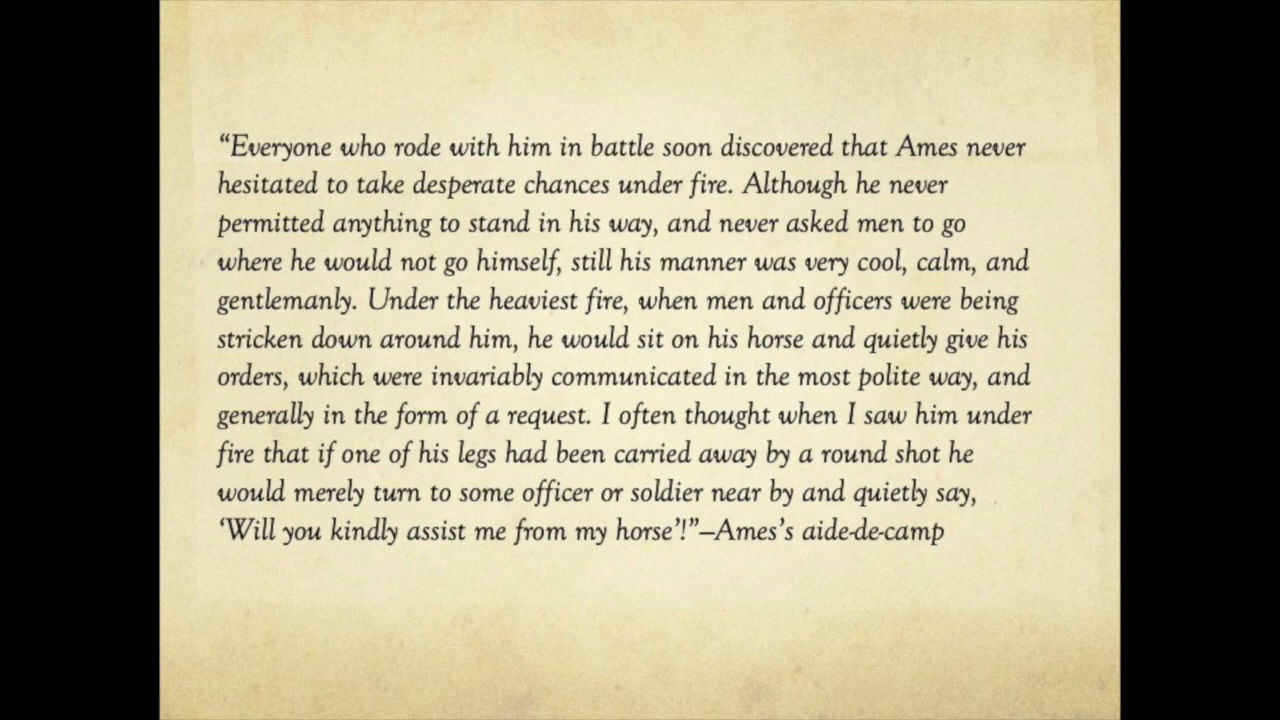 “Everyone who rode with him in battle soon discovered that Ames never
hesitated to take desperate chances under fire. Although he never
permitted anything to stand in his way, and never asked men to go
where he would not go himself, still his manner was very cool, calm, and
gentlemanly. Under the heaviest fire, when men and officers were being
stricken down around him, he would sit on his horse and quietly give his
orders, which were invariably communicated in the most polite way, and
generally in the form of a request. I often thought when I saw him under
fire that if one of his legs had been carried away by a round shot he
would merely turn to some officer or soldier near by and quietly say,
‘Will you kindly assist me from my horse’!”—Ames’s aide-de-camp